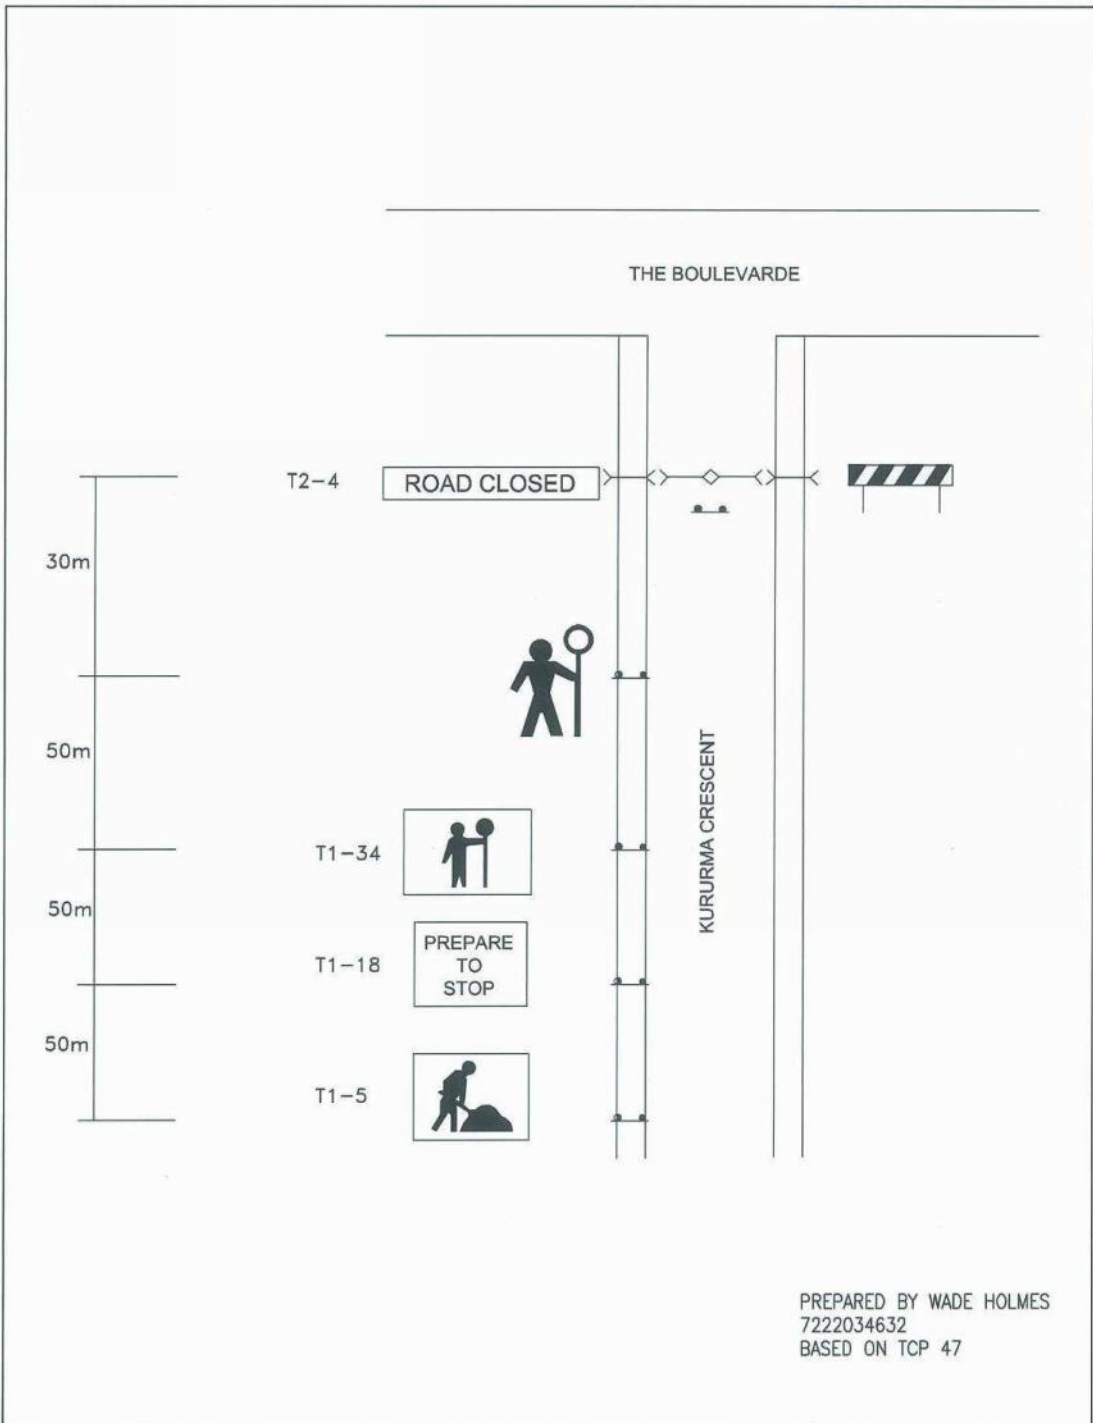 THE BOULEVARDE
T2-4
ROAD CLOSED
30m
50m
KURURMA CRESCENT
T1-34
50m
PREPARE
TO
STOP
T1-18
50m
T1-5
PREPARED BY WADE HOLMES
7222034632
BASED ON TCP 47